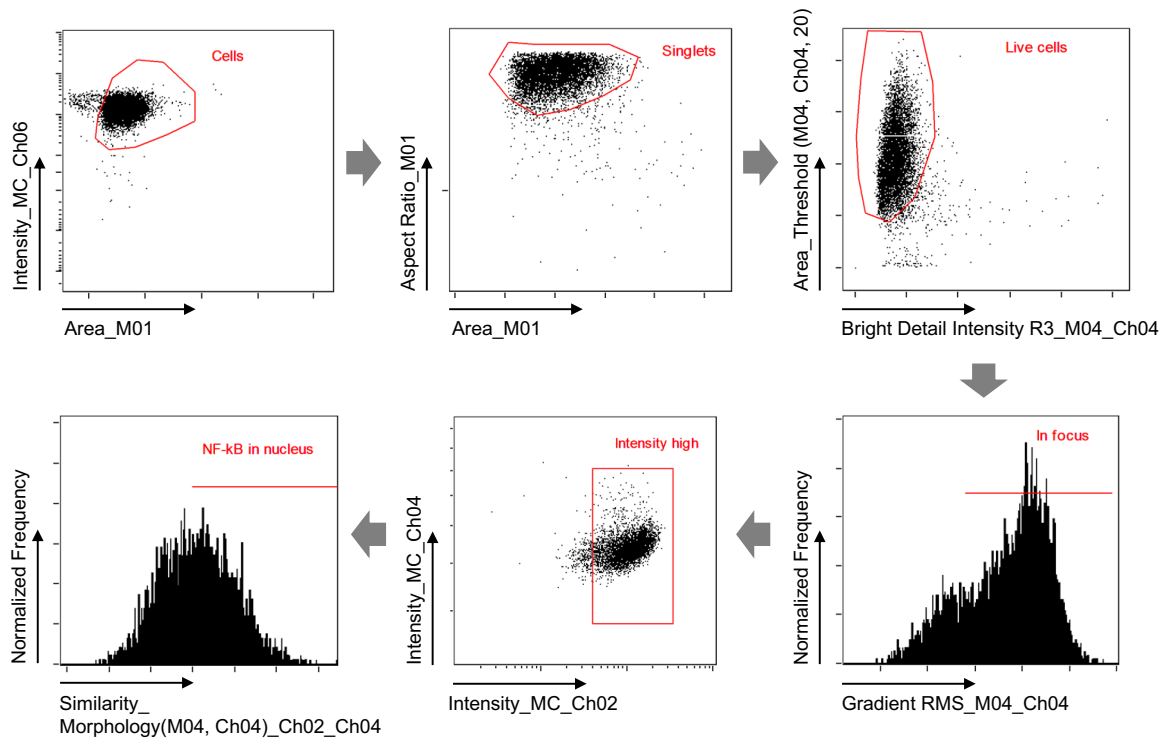 Cells
Intensity_MC_Ch06
Area_M01
Singlets
Aspect Ratio_M01
Area_M01
Live cells
Area_Threshold (M04, Ch04, 20)
Bright Detail Intensity R3_M04_Ch04
NF-kB in nucleus
Normalized Frequency
Similarity_
Morphology(M04, Ch04)_Ch02_Ch04
Intensity high
Intensity_MC_Ch04
Intensity_MC_Ch02
In focus
Normalized Frequency
Gradient RMS_M04_Ch04